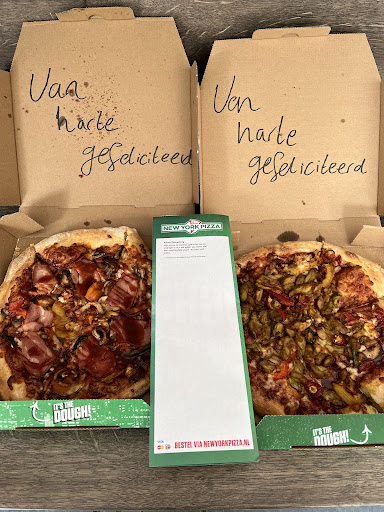 Van
harte
gefeliciteerd
Van
harte
gefeliciteerd
NEW YORK PIZZA
BESTEL VIA NEWYORKPIZZA.NL
IT'S THE
DOUGH!
IT'S THE
DOUGH!